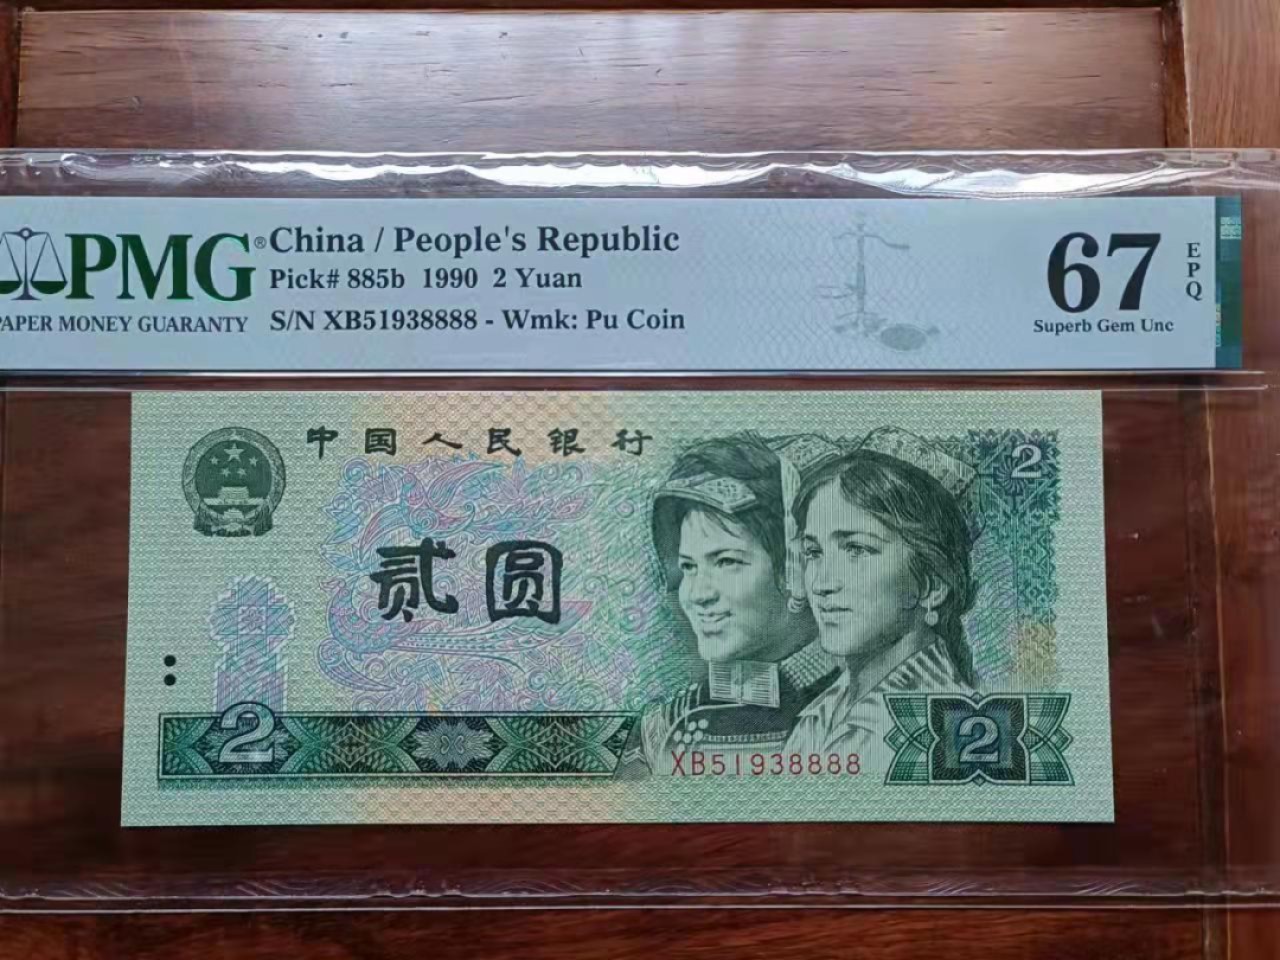 PMG® China / People's Republic
Pick# 885b 1990 2 Yuan
PAPER MONEY GUARANTY S/N XB51938888 - Wmk: Pu Coin
67 EPQ
Superb Gem Unc
中国人民银行
2
贰圆
2
2
XB51938888